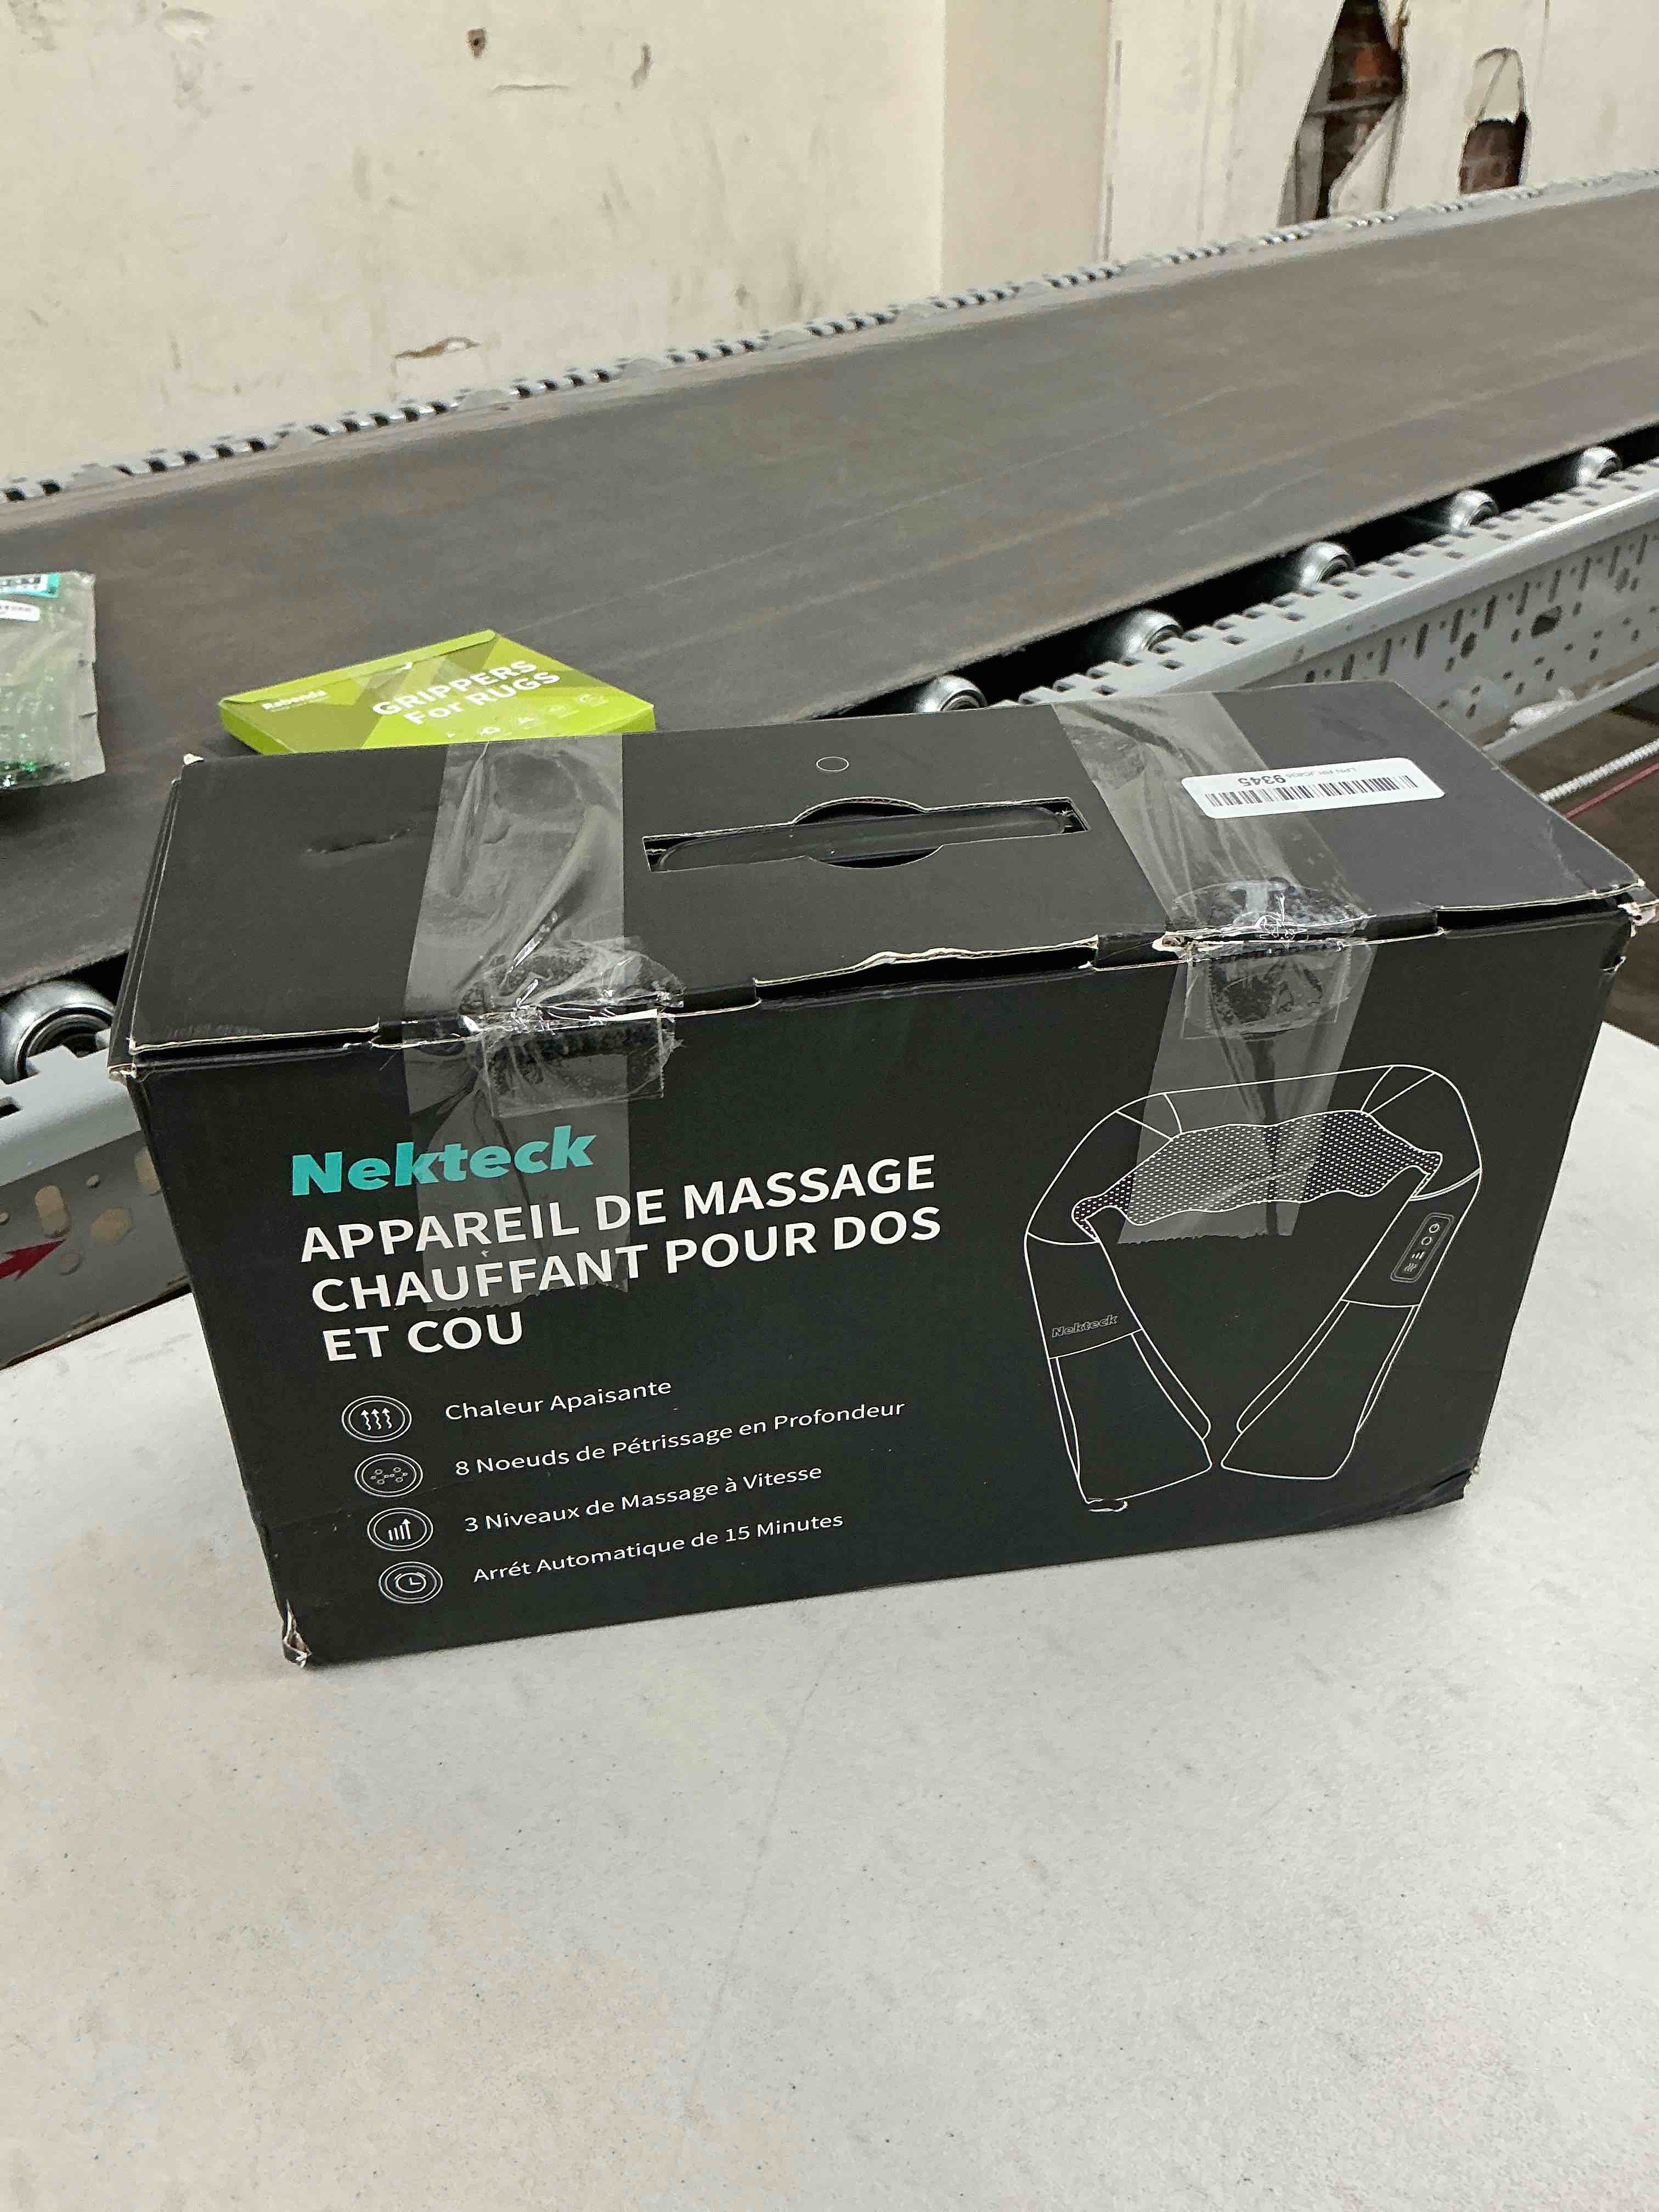 GRIPPERS
For RUGS
9345
Nekteck
APPAREIL DE MASSAGE
CHAUFFANT POUR DOS
ET COU
Chaleur Apaisante
8 Noeuds de Pétrissage en Profondeur
3 Niveaux de Massage à Vitesse
Arrét Automatique de 15 Minutes
Nekteck